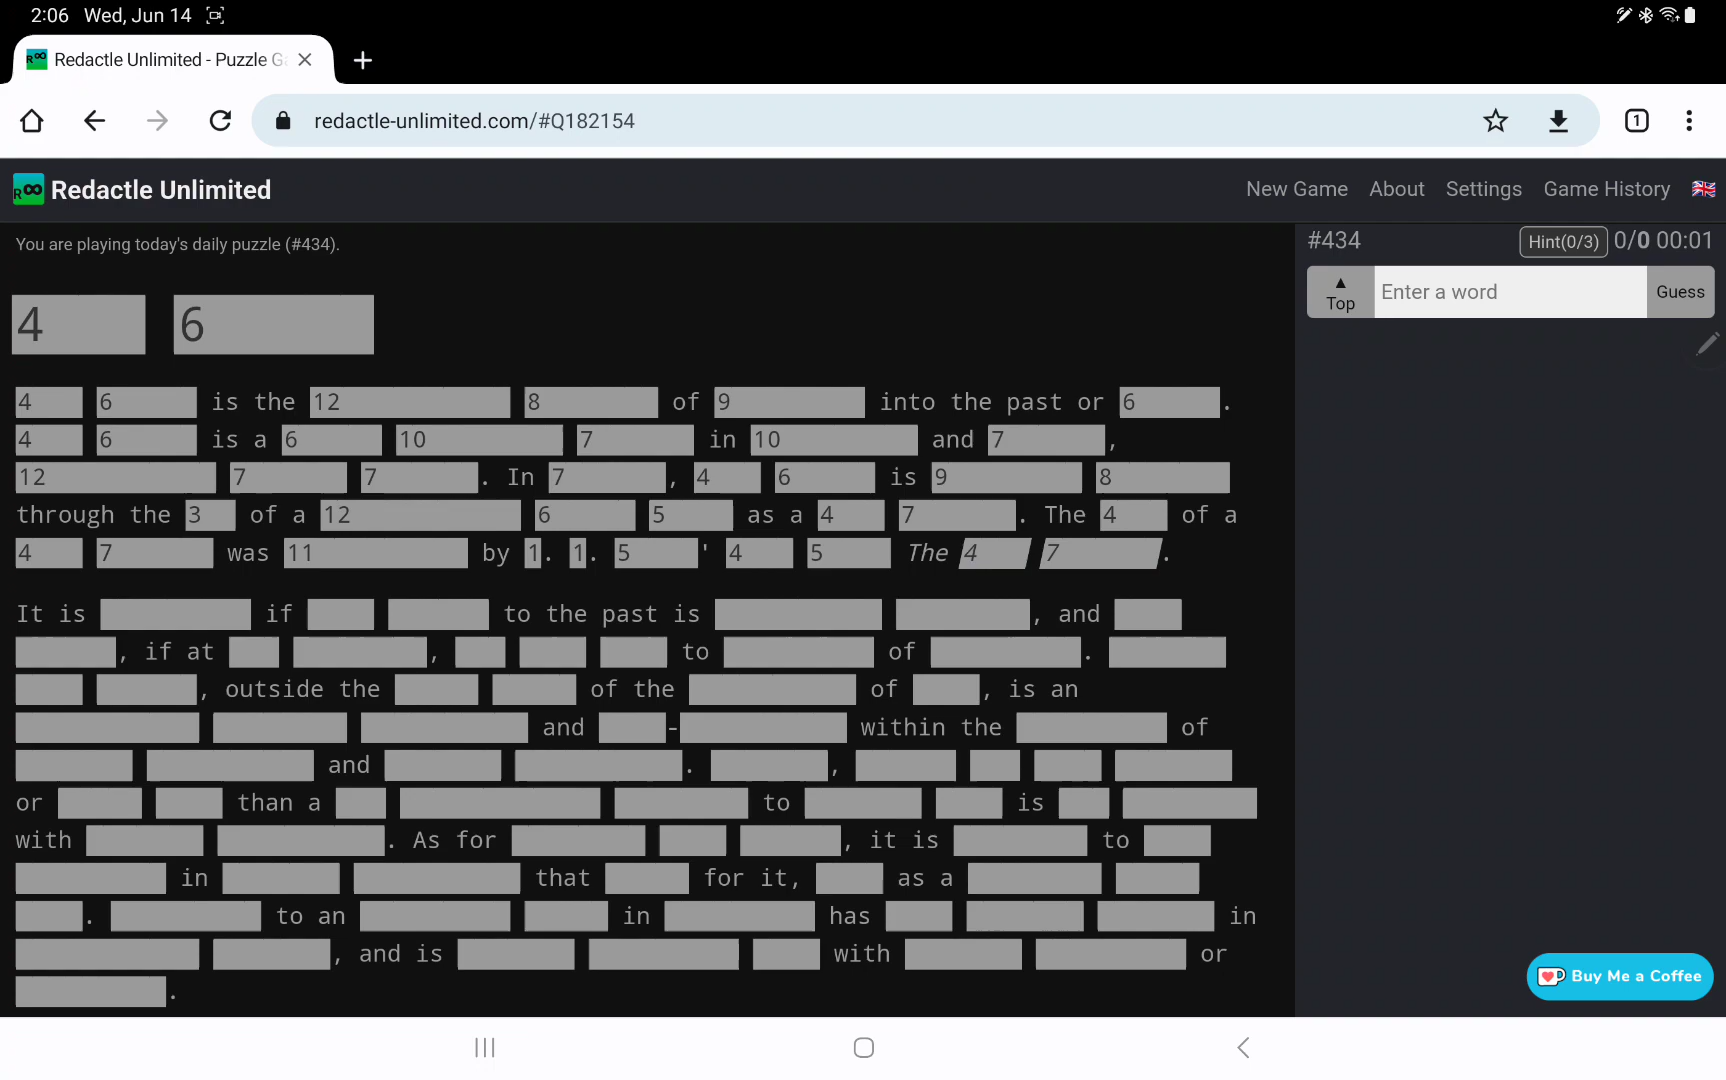 2:06 Wed, Jun 14
Redactle Unlimited - Puzzle G
redactle-unlimited.com/#Q182154
1
R∞ Redactle Unlimited
New Game About Settings Game History
You are playing today's daily puzzle (#434).
#434 Hint(0/3) 0/0 00:01
▲ Top Enter a word Guess
4 6
4 6 is the 12 8 of 9 into the past or 6.
4 6 is a 6 10 7 in 10 and 7,
12 7 7. In 7, 4 6 is 9 8
through the 3 of a 12 6 5 as a 4 7. The 4 of a
4 7 was 11 by 1. 1. 5' 4 5 The 4 7.
It is if to the past is , and
, if at , to of .
, outside the of the of , is an
and - within the of
and . ,
or than a to is
with . As for , it is to
in that for it, as a
. to an in has in
, and is with or
.
Buy Me a Coffee